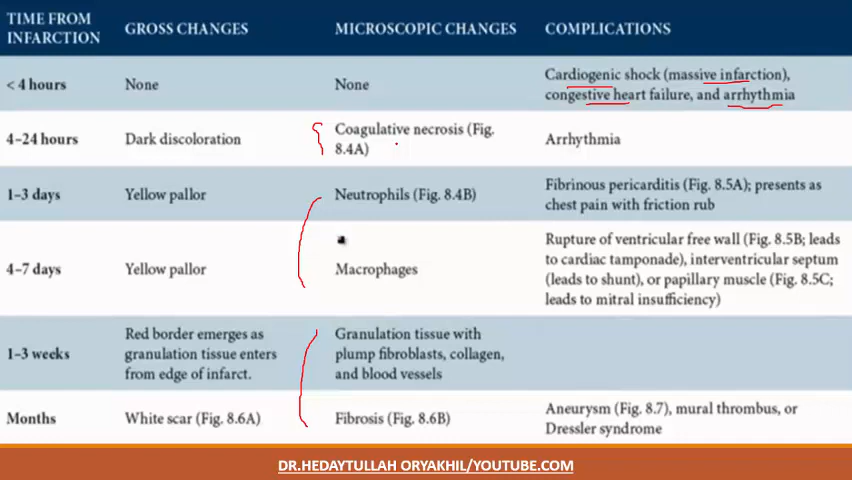 TIME FROM INFARCTION GROSS CHANGES MICROSCOPIC CHANGES COMPLICATIONS
< 4 hours None None Cardiogenic shock (massive infarction),
congestive heart failure, and arrhythmia
4–24 hours Dark discoloration Coagulative necrosis (Fig. 8.4A) Arrhythmia
1–3 days Yellow pallor Neutrophils (Fig. 8.4B) Fibrinous pericarditis (Fig. 8.5A); presents as
chest pain with friction rub
4–7 days Yellow pallor Macrophages Rupture of ventricular free wall (Fig. 8.5B; leads
to cardiac tamponade), interventricular septum
(leads to shunt), or papillary muscle (Fig. 8.5C;
leads to mitral insufficiency)
1–3 weeks Red border emerges as granulation tissue enters from edge of infarct. Granulation tissue with plump fibroblasts, collagen, and blood vessels
Months White scar (Fig. 8.6A) Fibrosis (Fig. 8.6B) Aneurysm (Fig. 8.7), mural thrombus, or
Dressler syndrome
DR.HEDAYTULLAH ORYAKHIL/YOUTUBE.COM